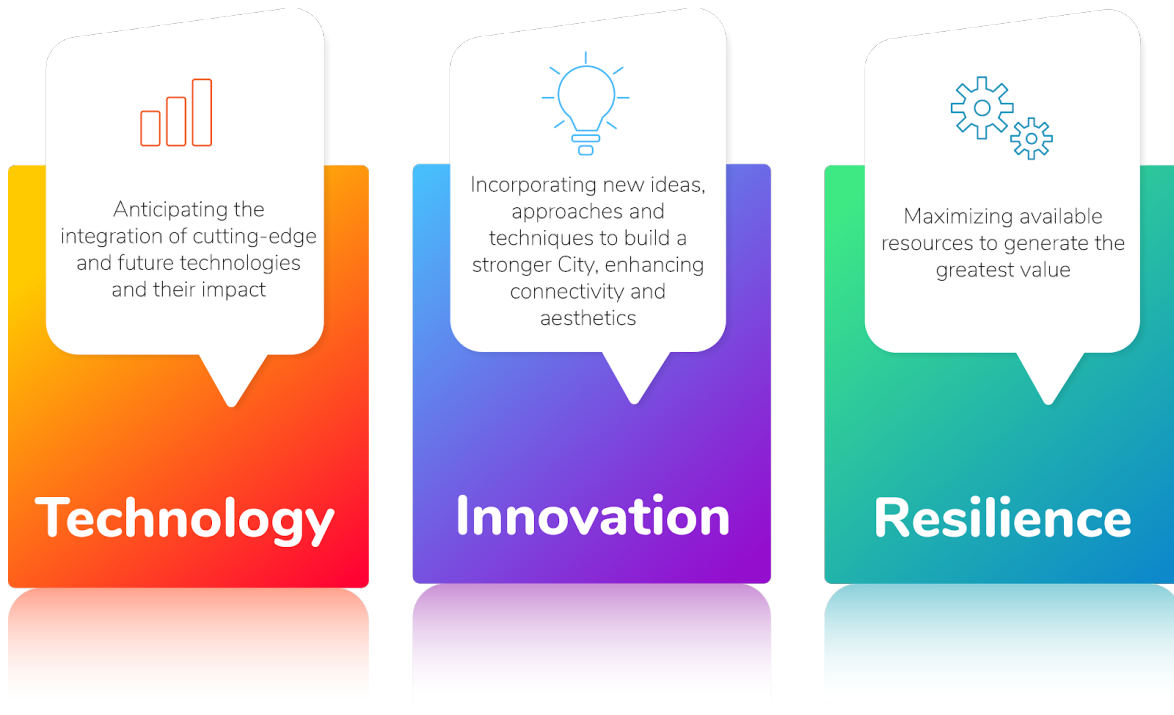 Anticipating the
integration of cutting-edge
and future technologies
and their impact
Technology
Incorporating new ideas,
approaches and
techniques to build a
stronger City, enhancing
connectivity and
aesthetics
Innovation
Maximizing available
resources to generate the
greatest value
Resilience